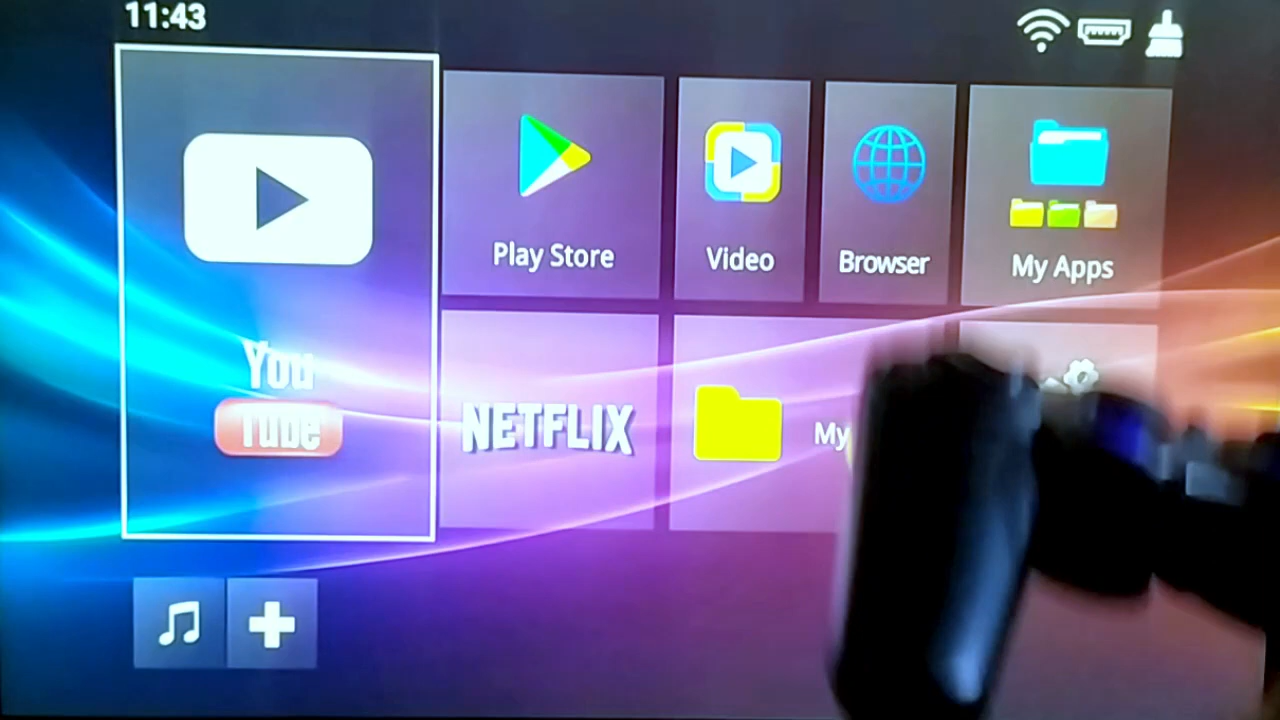 11:43
Play Store
Video
Browser
My Apps
You
Tube
NETFLIX
My